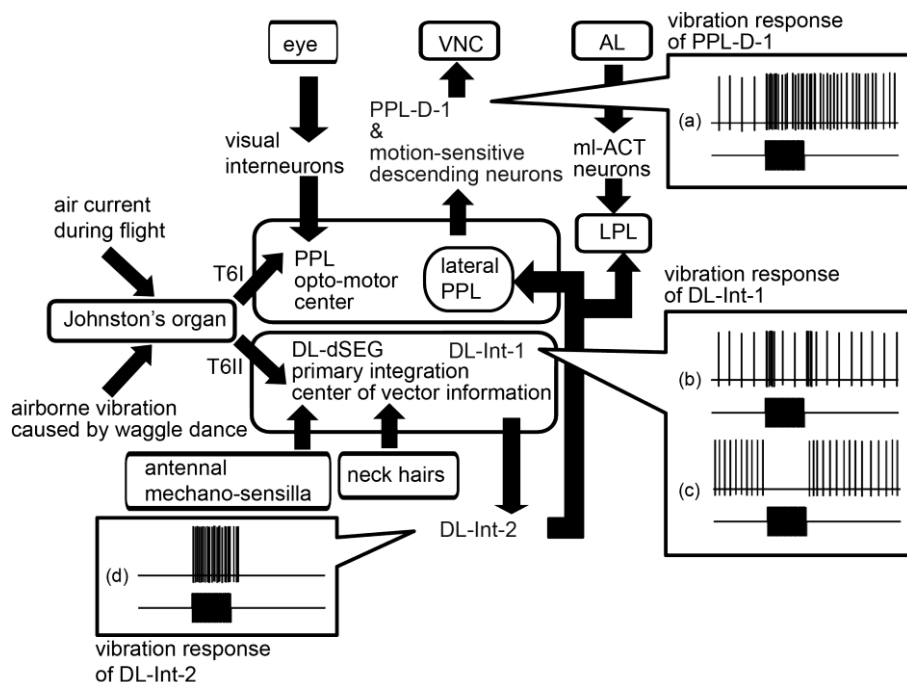 vibration response
of PPL-D-1
eye
VNC
AL
(a)
PPL-D-1
&
motion-sensitive
descending neurons
visual
interneurons
ml-ACT
neurons
air current
during flight
LPL
T6I
PPL
opto-motor
center
lateral
PPL
vibration response
of DL-Int-1
Johnston's organ
T6II
DL-dSEG
primary integration
center of vector information
DL-Int-1
(b)
airborne vibration
caused by waggle dance
antennal
mechano-sensilla
neck hairs
(c)
DL-Int-2
(d)
vibration response
of DL-Int-2